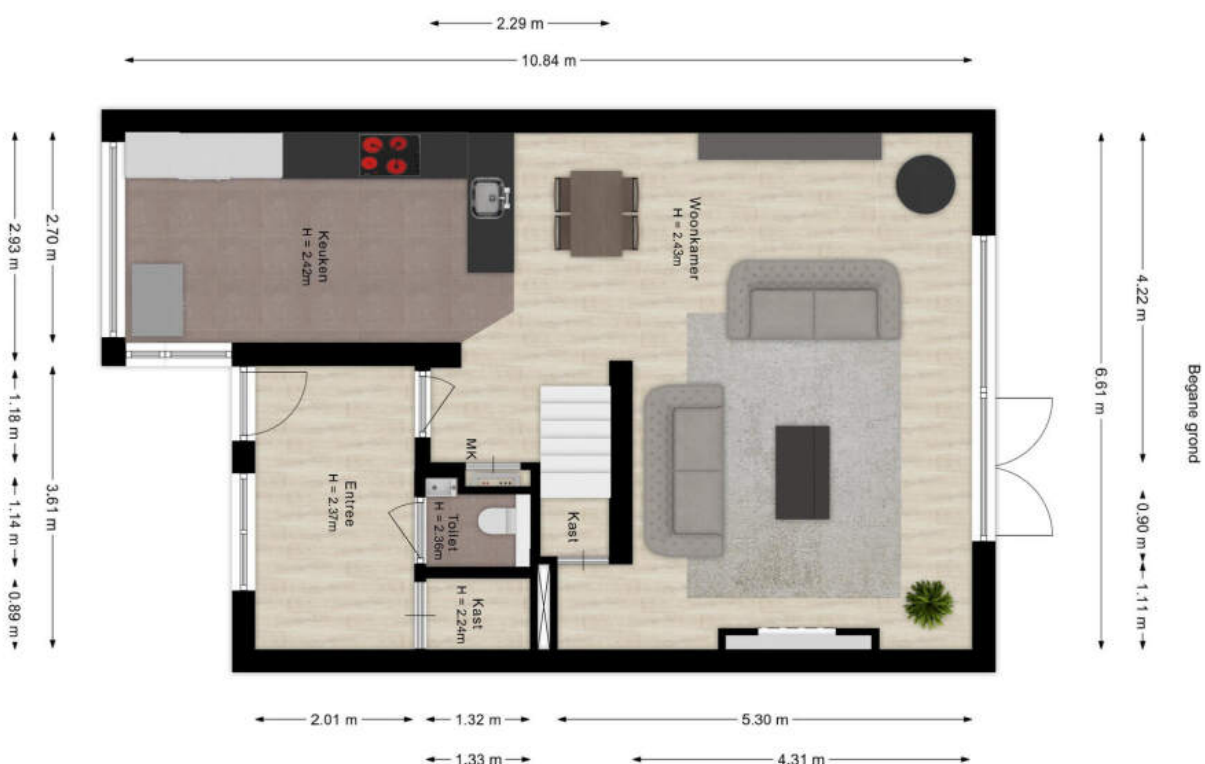 2.29 m
10.84 m
2.93 m
2.70 m
1.18 m
1.14 m
0.89 m
3.61 m
Keuken
H = 2.42m
Woonkamer
H = 2.43m
MK
Entree
H = 2.37m
Toilet
H = 2.36m
Kast
Kast
H = 2.24m
6.61 m
4.22 m
0.90 m
1.11 m
Begane grond
2.01 m
1.32 m
5.30 m
1.33 m
4.31 m